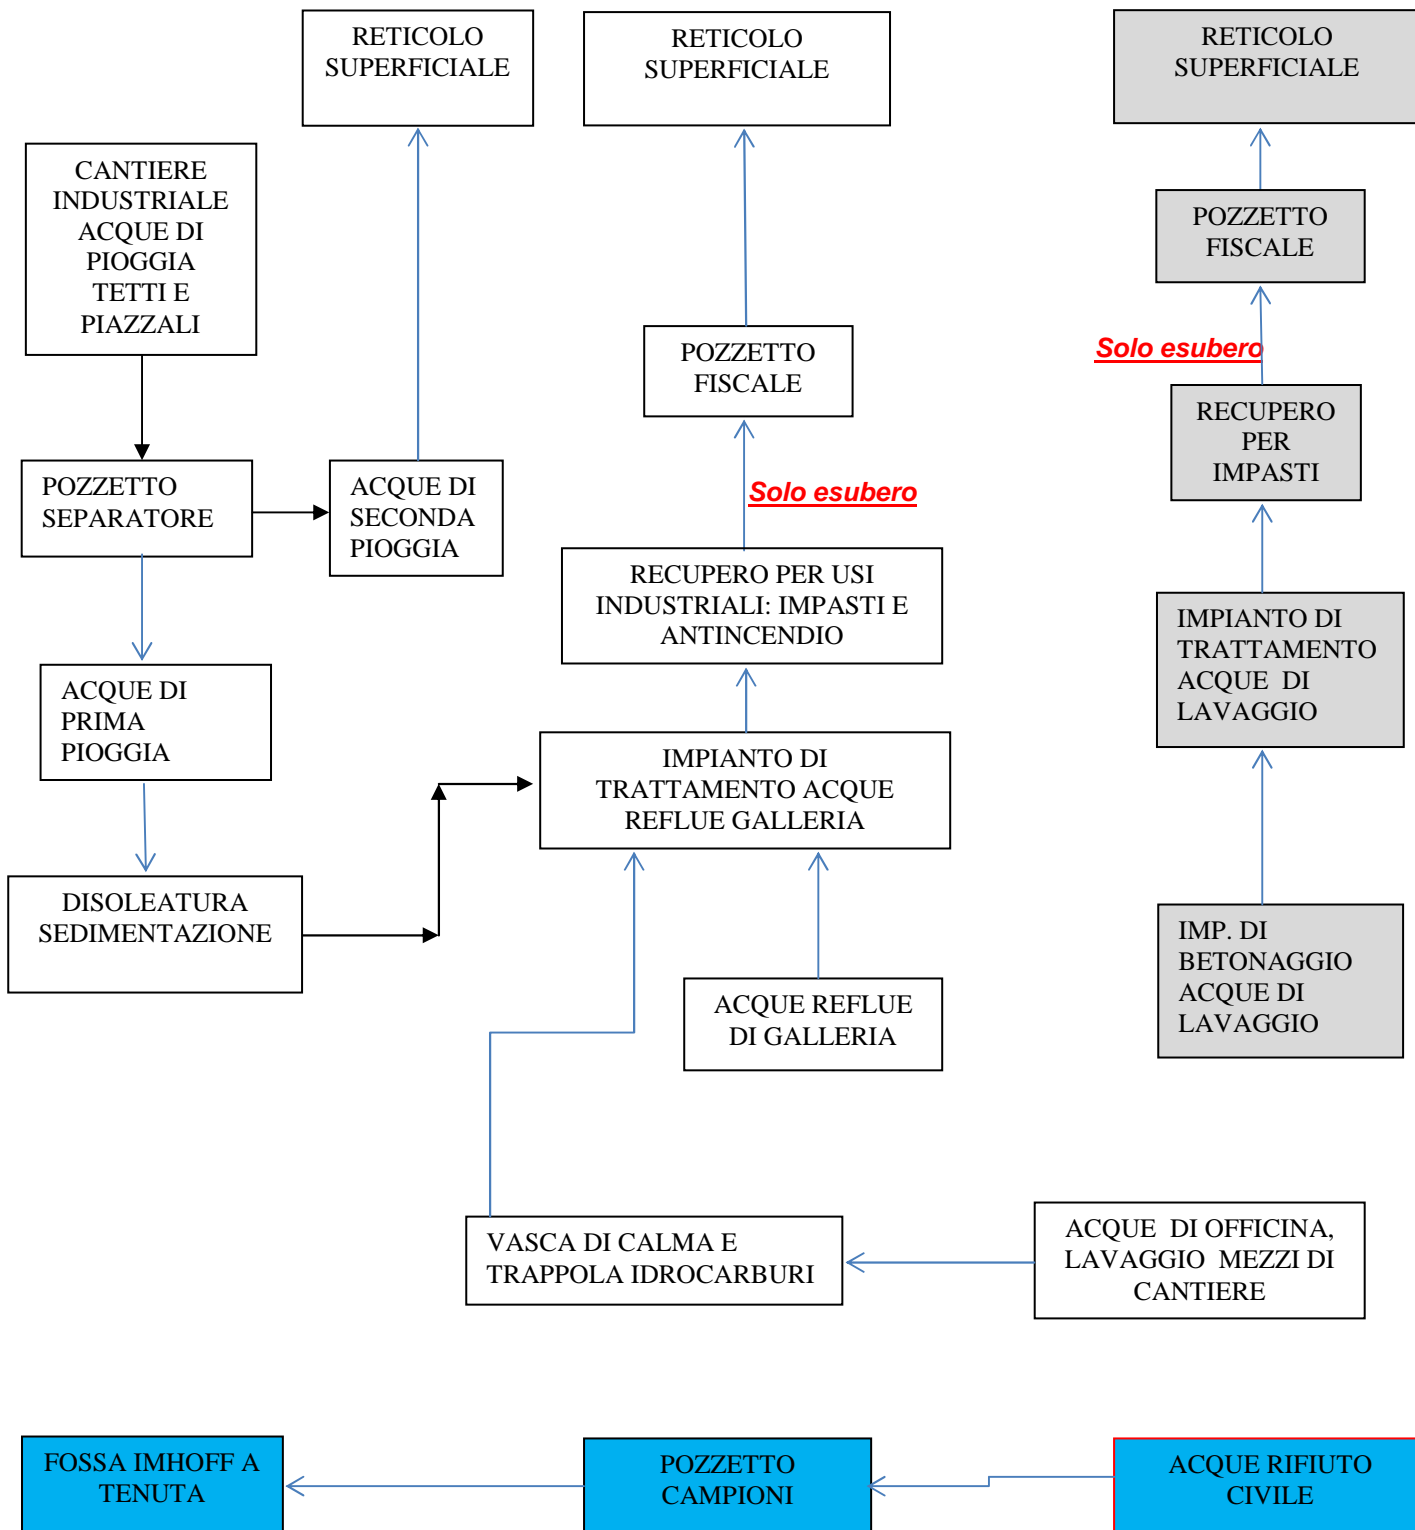 RETICOLO
SUPERFICIALE
RETICOLO
SUPERFICIALE
RETICOLO
SUPERFICIALE
CANTIERE
INDUSTRIALE
ACQUE DI
PIOGGIA
TETTI E
PIAZZALI
POZZETTO
FISCALE
POZZETTO
FISCALE
Solo esubero
RECUPERO
PER
IMPASTI
POZZETTO
SEPARATORE
ACQUE DI
SECONDA
PIOGGIA
Solo esubero
RECUPERO PER USI
INDUSTRIALI: IMPASTI E
ANTINCENDIO
IMPIANTO DI
TRATTAMENTO
ACQUE DI
LAVAGGIO
ACQUE DI
PRIMA
PIOGGIA
IMPIANTO DI
TRATTAMENTO ACQUE
REFLUE GALLERIA
DISOLEATURA
SEDIMENTAZIONE
IMP. DI
BETONAGGIO
ACQUE DI
LAVAGGIO
ACQUE REFLUE
DI GALLERIA
VASCA DI CALMA E
TRAPPOLA IDROCARBURI
ACQUE DI OFFICINA,
LAVAGGIO MEZZI DI
CANTIERE
FOSSA IMHOFF A
TENUTA
POZZETTO
CAMPIONI
ACQUE RIFIUTO
CIVILE